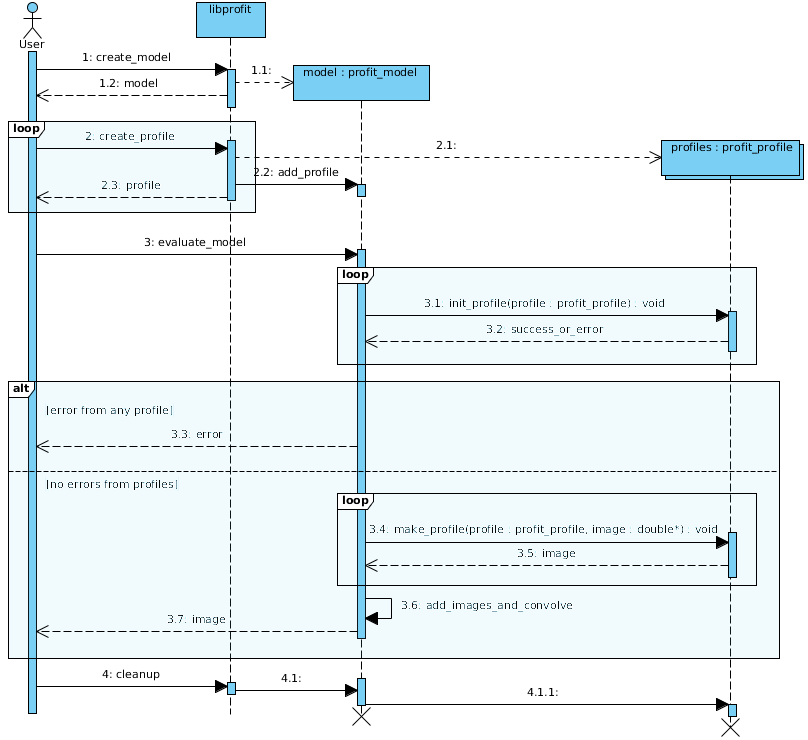 libprofit
User
1: create_model
1.1:
model : profit_model
1.2: model
loop
2. create_profile
2.1:
profiles : profit_profile
2.2: add_profile
2.3. profile
3: evaluate_model
loop
3.1. init_profile(profile . profit_profile) . void
3.2. success_or_error
alt
[error from any profile]
3.3. error
[no errors from profiles]
loop
3.4. make_profile(profile . profit_profile, image . double*) . void
3.5. image
3.6. add_images_and_convolve
3.7. image
4: cleanup
4.1:
4.1.1: